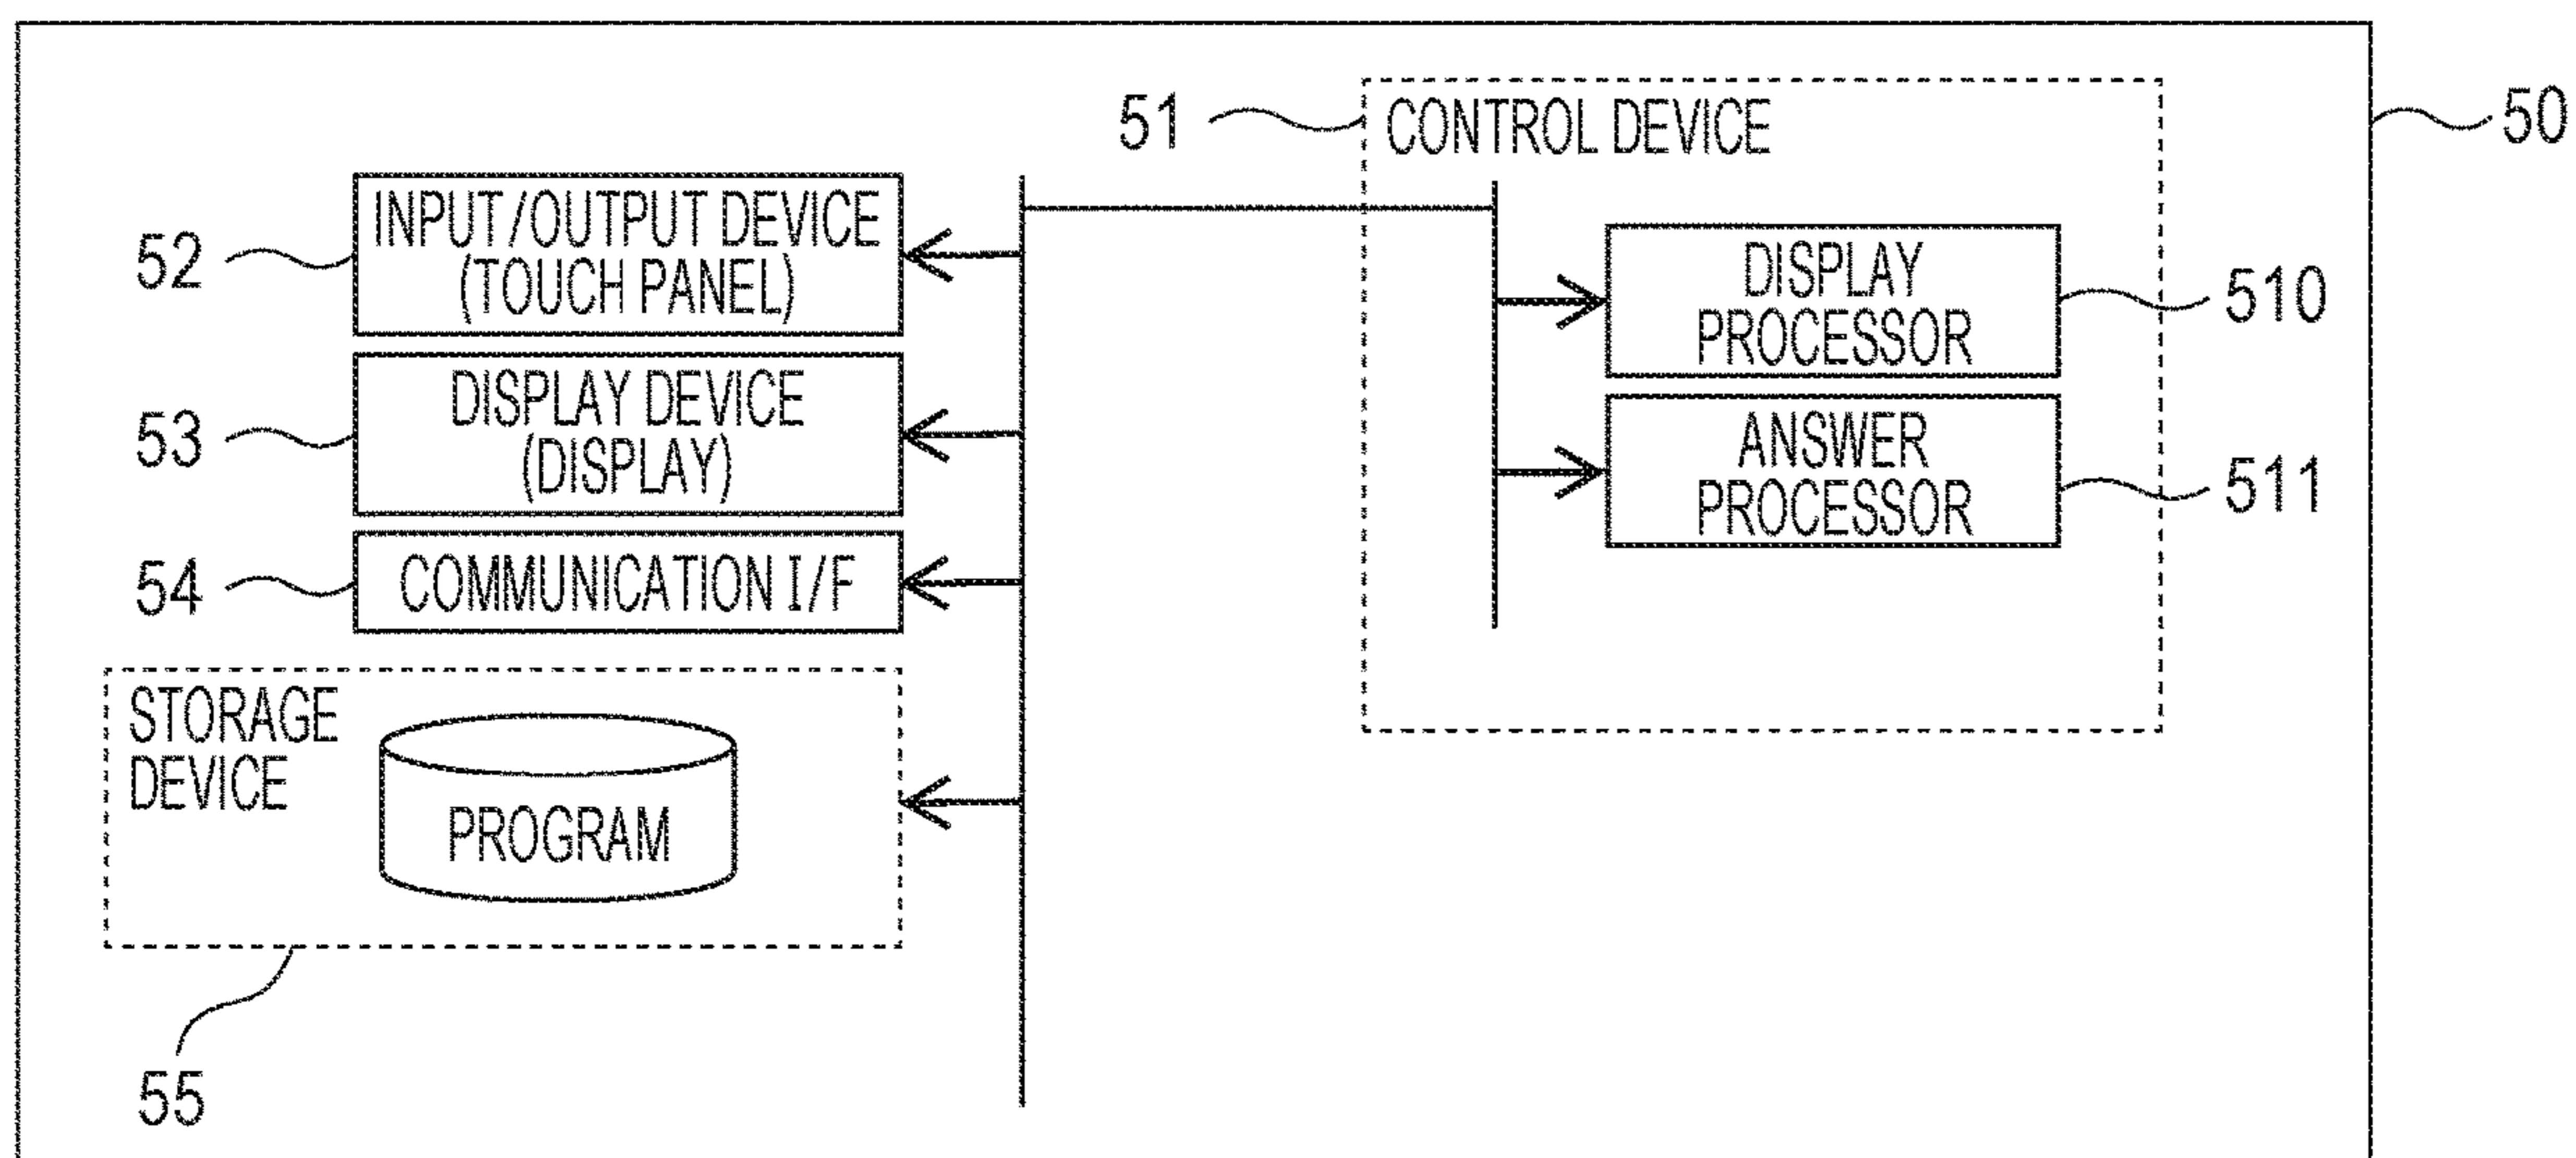 51
CONTROL DEVICE
50
52
INPUT/OUTPUT DEVICE
(TOUCH PANEL)
DISPLAY
PROCESSOR
510
53
DISPLAY DEVICE
(DISPLAY)
ANSWER
PROCESSOR
511
54
COMMUNICATION I/F
STORAGE
DEVICE
PROGRAM
55